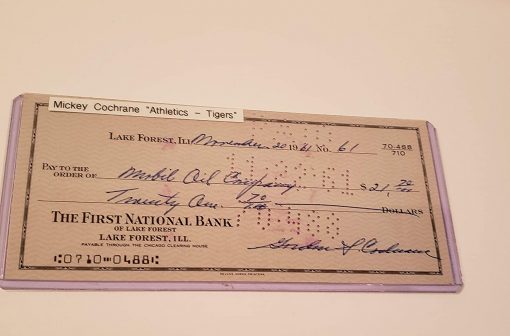 Mickey Cochrane "Athletics - Tigers"
LAKE FOREST, ILL. November 20 1961 No. 61
70-488
710
PAY TO THE
ORDER OF Mobil Oil Company $ 21 70/100
Twenty One 70/100 DOLLARS
THE FIRST NATIONAL BANK
OF LAKE FOREST
LAKE FOREST, ILL.
PAYABLE THROUGH THE CHICAGO CLEARING HOUSE
Gordon S Cochrane
0710 0488